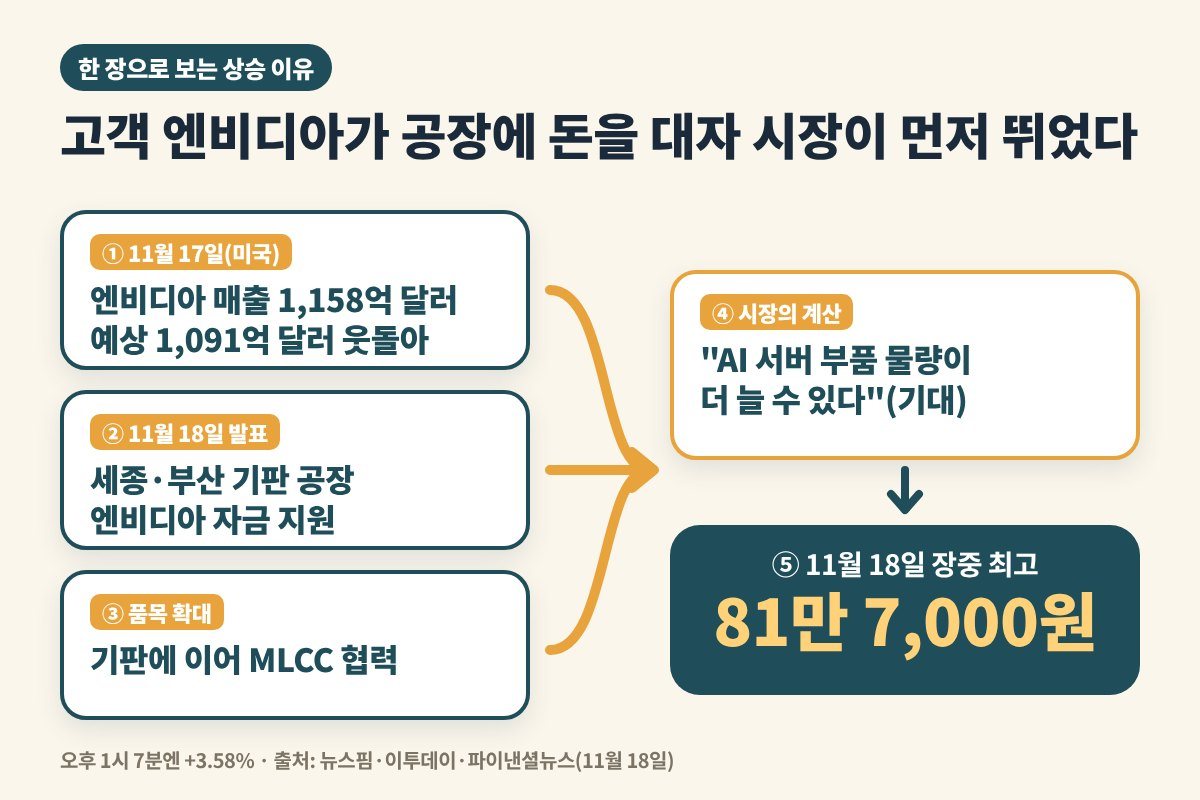 한 장으로 보는 상승 이유
고객 엔비디아가 공장에 돈을 대자 시장이 먼저 뛰었다
① 11월 17일(미국)
엔비디아 매출 1,158억 달러
예상 1,091억 달러 웃돌아
② 11월 18일 발표
세종·부산 기판 공장
엔비디아 자금 지원
③ 품목 확대
기판에 이어 MLCC 협력
④ 시장의 계산
"AI 서버 부품 물량이
더 늘 수 있다"(기대)
⑤ 11월 18일 장중 최고
81만 7,000원
오후 1시 7분엔 +3.58% · 출처: 뉴스핌·이투데이·파이낸셜뉴스(11월 18일)